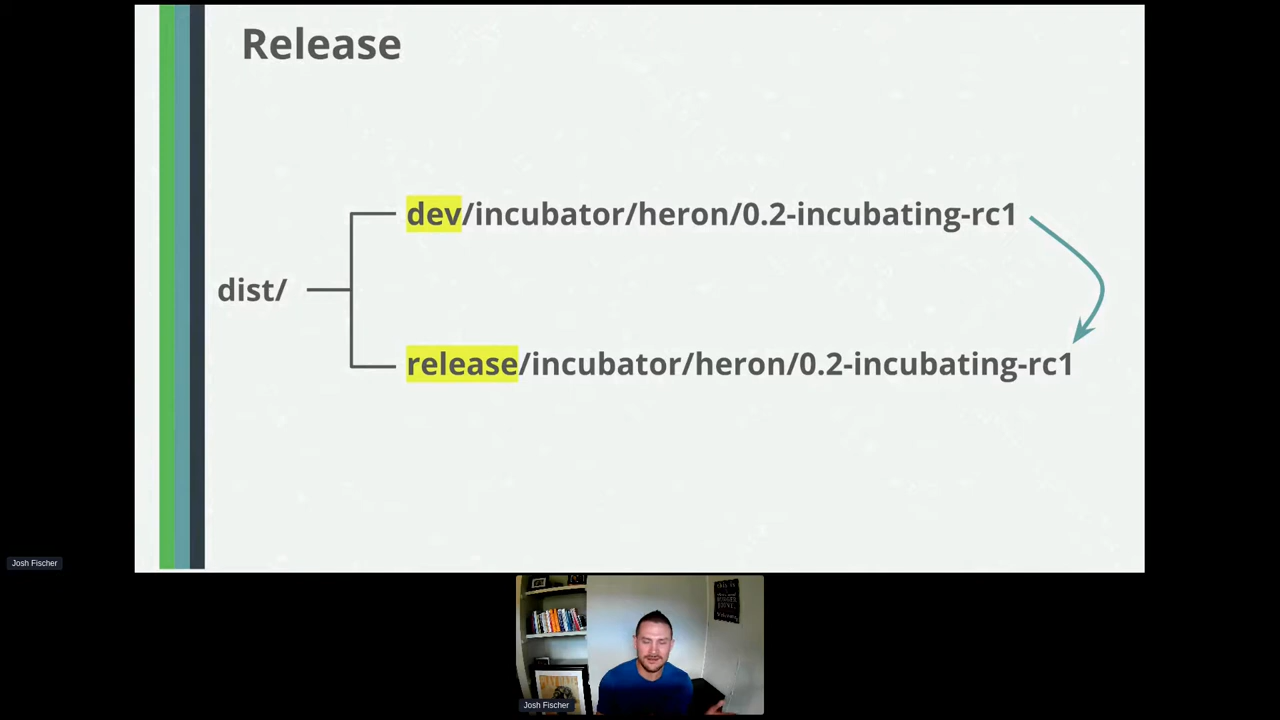 Release
dev/incubator/heron/0.2-incubating-rc1
dist/
release/incubator/heron/0.2-incubating-rc1
Josh Fischer
Josh Fischer